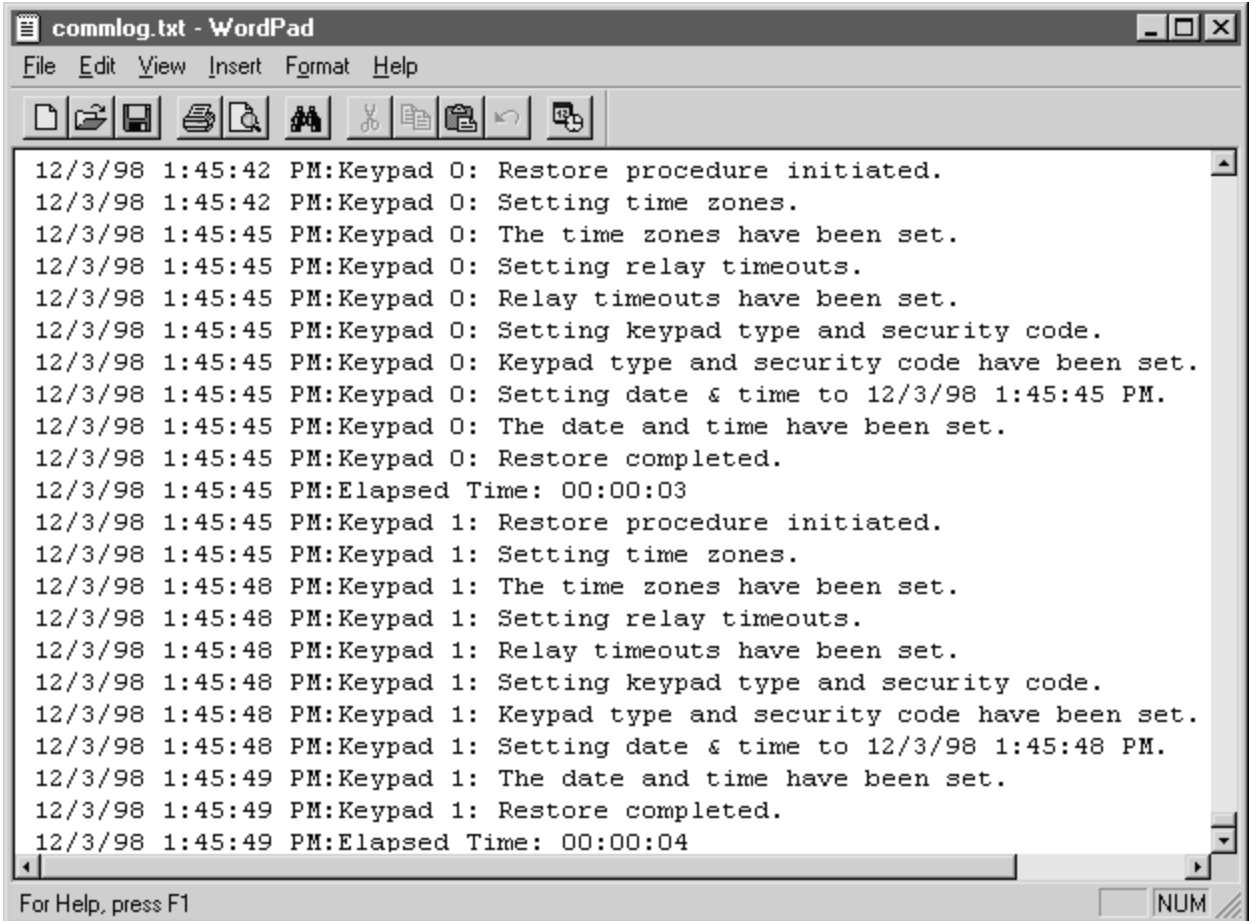 commlog.txt - WordPad
File Edit View Insert Format Help
12/3/98 1:45:42 PM:Keypad 0: Restore procedure initiated.
12/3/98 1:45:42 PM:Keypad 0: Setting time zones.
12/3/98 1:45:45 PM:Keypad 0: The time zones have been set.
12/3/98 1:45:45 PM:Keypad 0: Setting relay timeouts.
12/3/98 1:45:45 PM:Keypad 0: Relay timeouts have been set.
12/3/98 1:45:45 PM:Keypad 0: Setting keypad type and security code.
12/3/98 1:45:45 PM:Keypad 0: Keypad type and security code have been set.
12/3/98 1:45:45 PM:Keypad 0: Setting date & time to 12/3/98 1:45:45 PM.
12/3/98 1:45:45 PM:Keypad 0: The date and time have been set.
12/3/98 1:45:45 PM:Keypad 0: Restore completed.
12/3/98 1:45:45 PM:Elapsed Time: 00:00:03
12/3/98 1:45:45 PM:Keypad 1: Restore procedure initiated.
12/3/98 1:45:45 PM:Keypad 1: Setting time zones.
12/3/98 1:45:48 PM:Keypad 1: The time zones have been set.
12/3/98 1:45:48 PM:Keypad 1: Setting relay timeouts.
12/3/98 1:45:48 PM:Keypad 1: Relay timeouts have been set.
12/3/98 1:45:48 PM:Keypad 1: Setting keypad type and security code.
12/3/98 1:45:48 PM:Keypad 1: Keypad type and security code have been set.
12/3/98 1:45:48 PM:Keypad 1: Setting date & time to 12/3/98 1:45:48 PM.
12/3/98 1:45:49 PM:Keypad 1: The date and time have been set.
12/3/98 1:45:49 PM:Keypad 1: Restore completed.
12/3/98 1:45:49 PM:Elapsed Time: 00:00:04
For Help, press F1 NUM